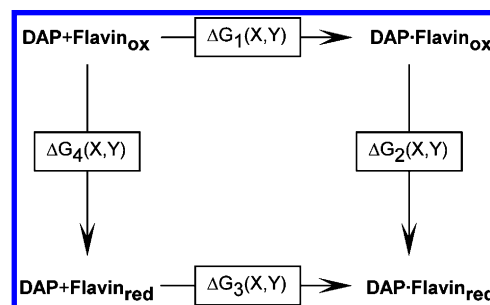 DAP+Flavin_ox ΔG_1(X,Y) DAP·Flavin_ox
ΔG_4(X,Y) ΔG_2(X,Y)
DAP+Flavin_red ΔG_3(X,Y) DAP·Flavin_red